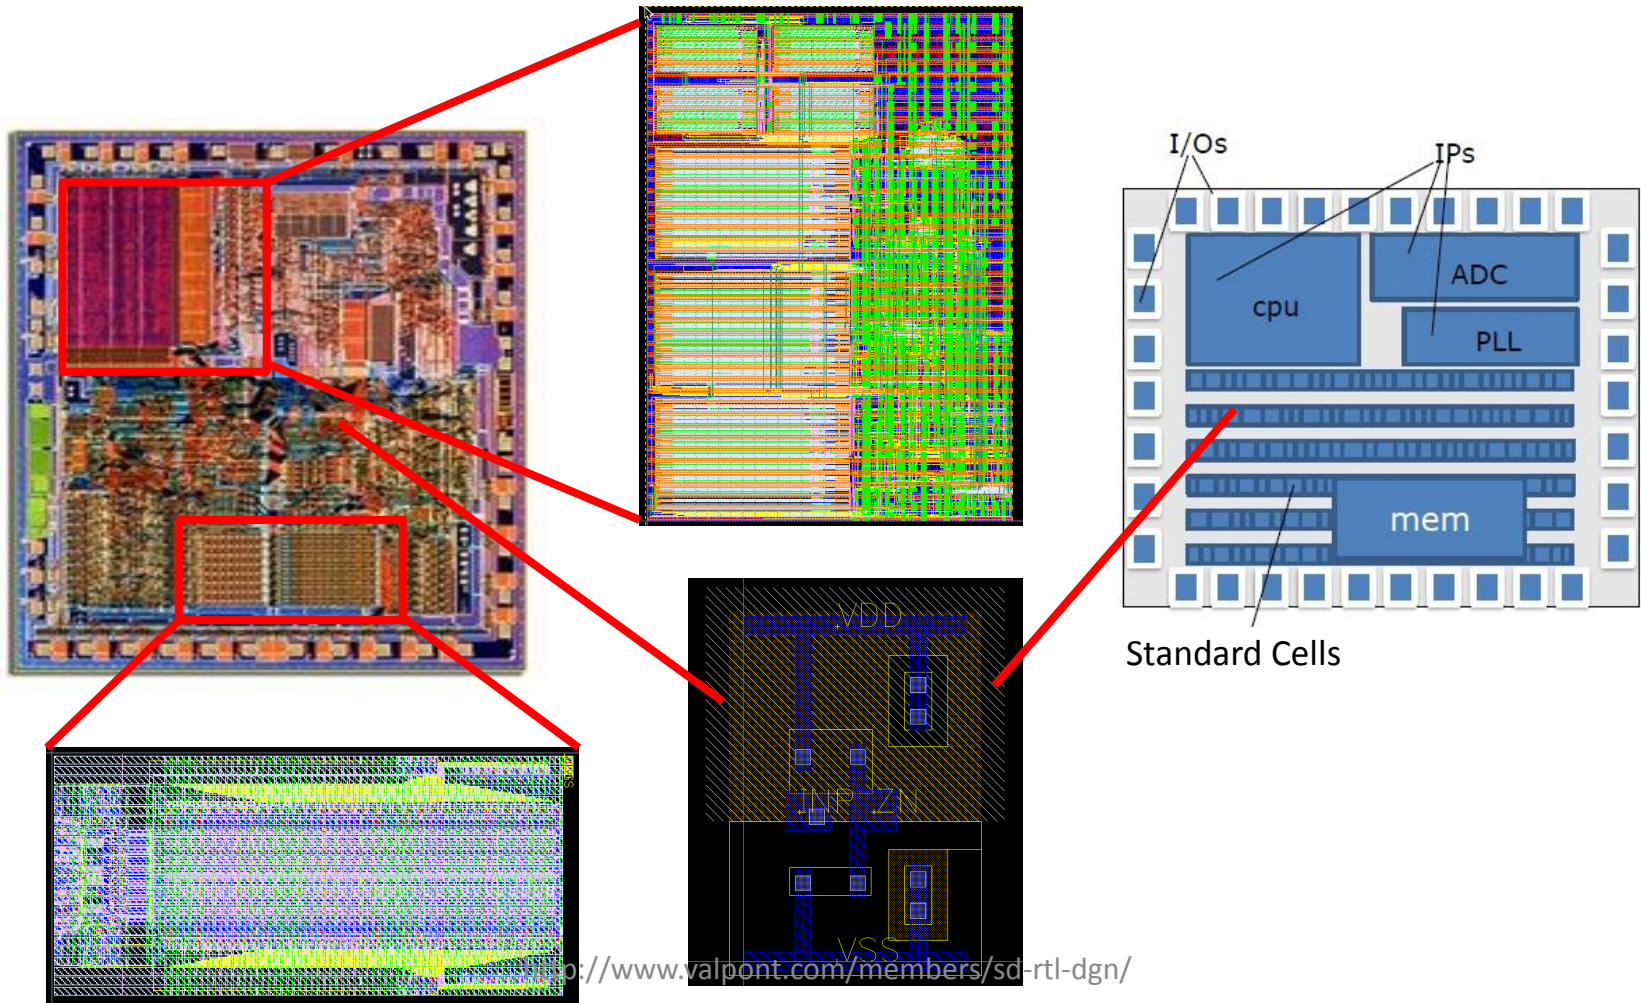 I/Os
IPs
cpu
ADC
PLL
mem
Standard Cells
VDD
INP
ZN
VSS
http://www.valpont.com/members/sd-rtl-dgn/